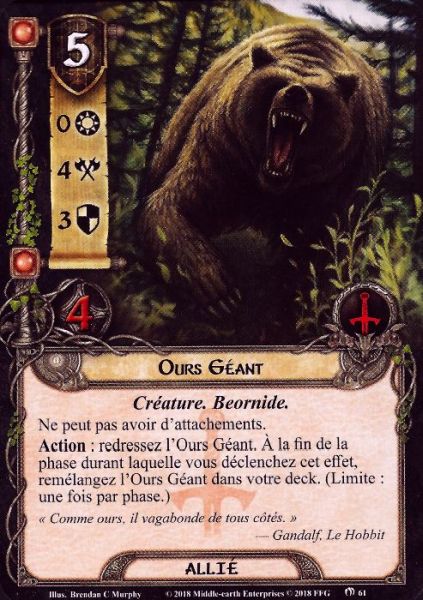 5
0
4
3
4
Ours Géant
Créature. Beornide.
Ne peut pas avoir d'attachements.
Action : redressez l'Ours Géant. À la fin de la
phase durant laquelle vous déclenchez cet effet,
remélangez l'Ours Géant dans votre deck. (Limite :
une fois par phase.)
« Comme ours, il vagabonde de tous côtés. »
— Gandalf, Le Hobbit
ALLIÉ
Illus. Brendan C Murphy © 2018 Middle-earth Enterprises © 2018 FFG 61